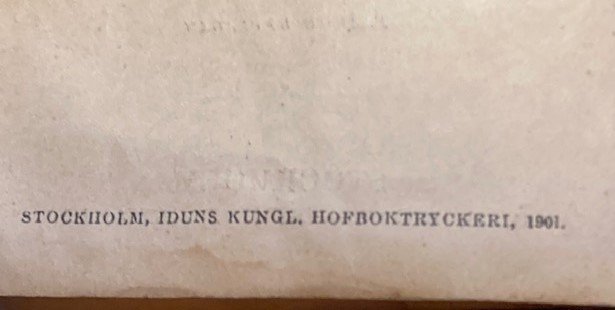 STOCKHOLM, IDUNS KUNGL. HOFBOKTRYCKERI, 1901.